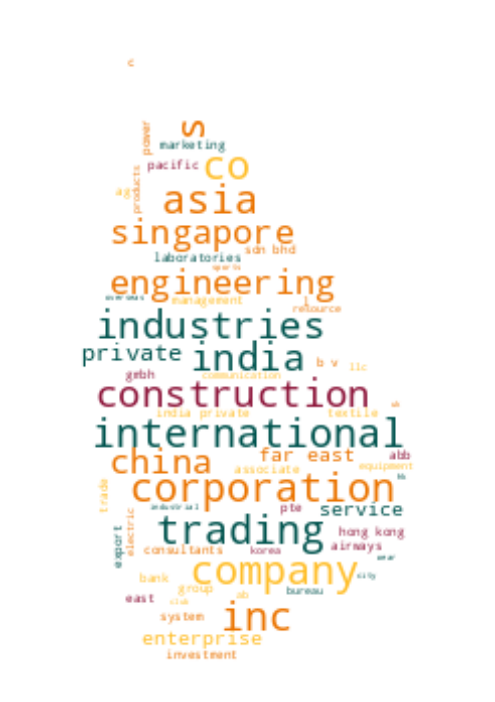 c
s
power
marketing
pacific
co
products
asia
singapore
sdn bhd
laboratories
sports
engineering
overseas
management
l
resource
industries
private
india
b v
llc
gmbh
communication
construction
india private
textile
international
china
far east
abb
associate
equipment
corporation
trade
industrial
pte
service
electric
export
trading
hong kong
airways
consultants
korea
company
bank
city
group
bureau
east
ab
club
system
inc
enterprise
investment